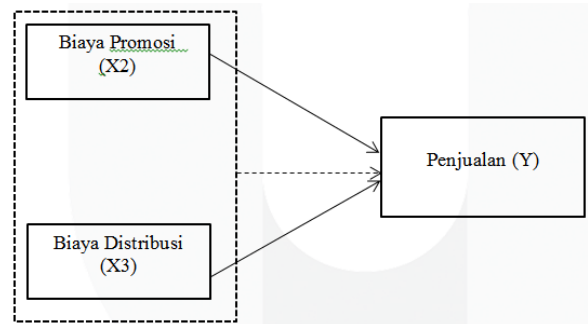 Biaya Promosi
(X2)
Penjualan (Y)
Biaya Distribusi
(X3)